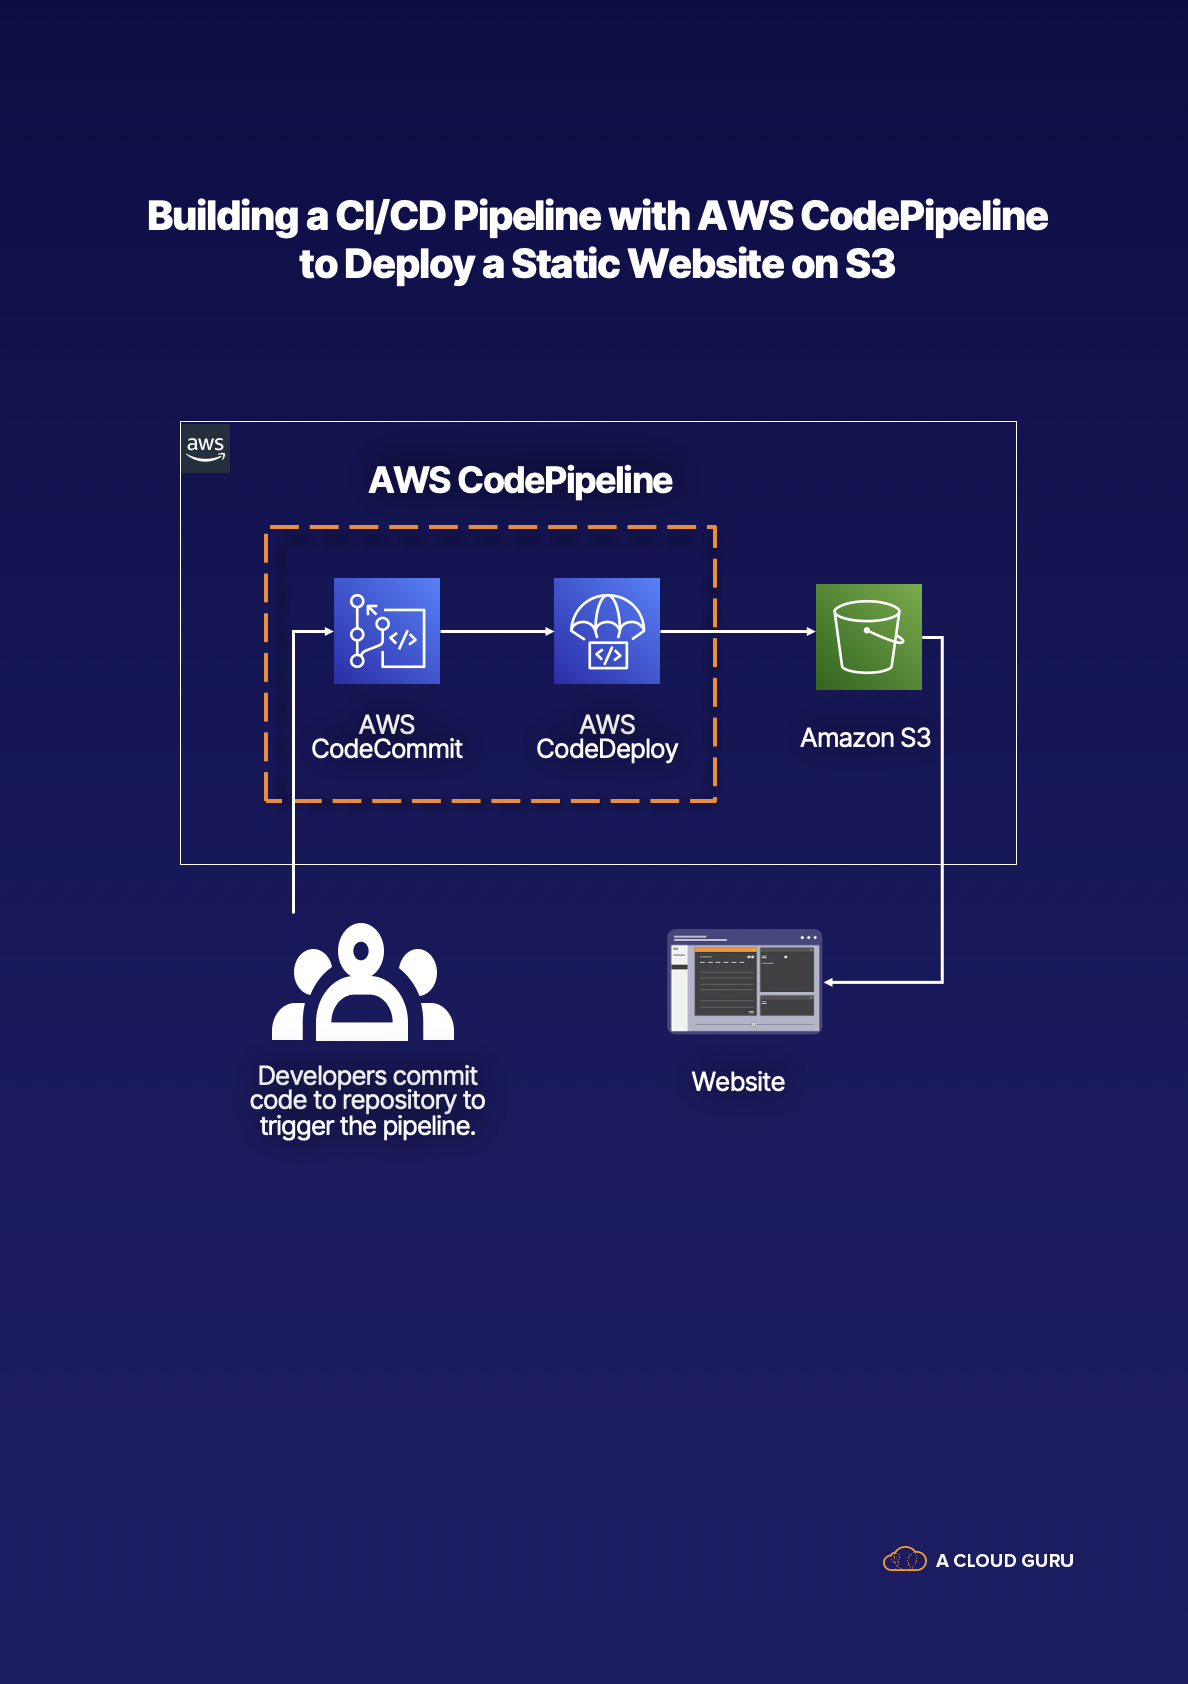 Building a CI/CD Pipeline with AWS CodePipeline
to Deploy a Static Website on S3
aws
AWS CodePipeline
AWS
CodeCommit
AWS
CodeDeploy
Amazon S3
Developers commit
code to repository to
trigger the pipeline.
Website
A CLOUD GURU